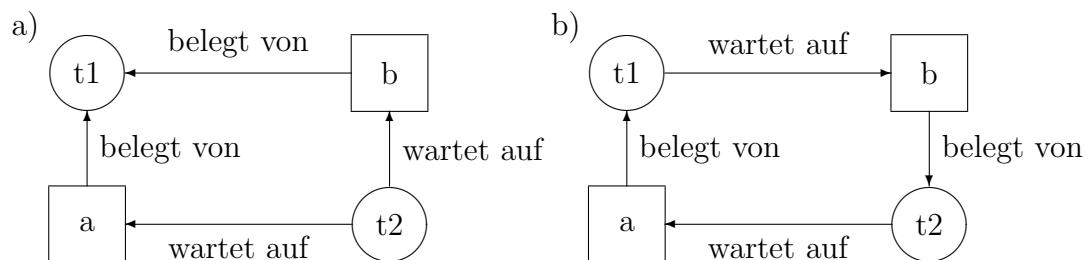 a)
belegt von
t1
b
belegt von
wartet auf
a
t2
wartet auf
b)
wartet auf
t1
b
belegt von
belegt von
a
t2
wartet auf